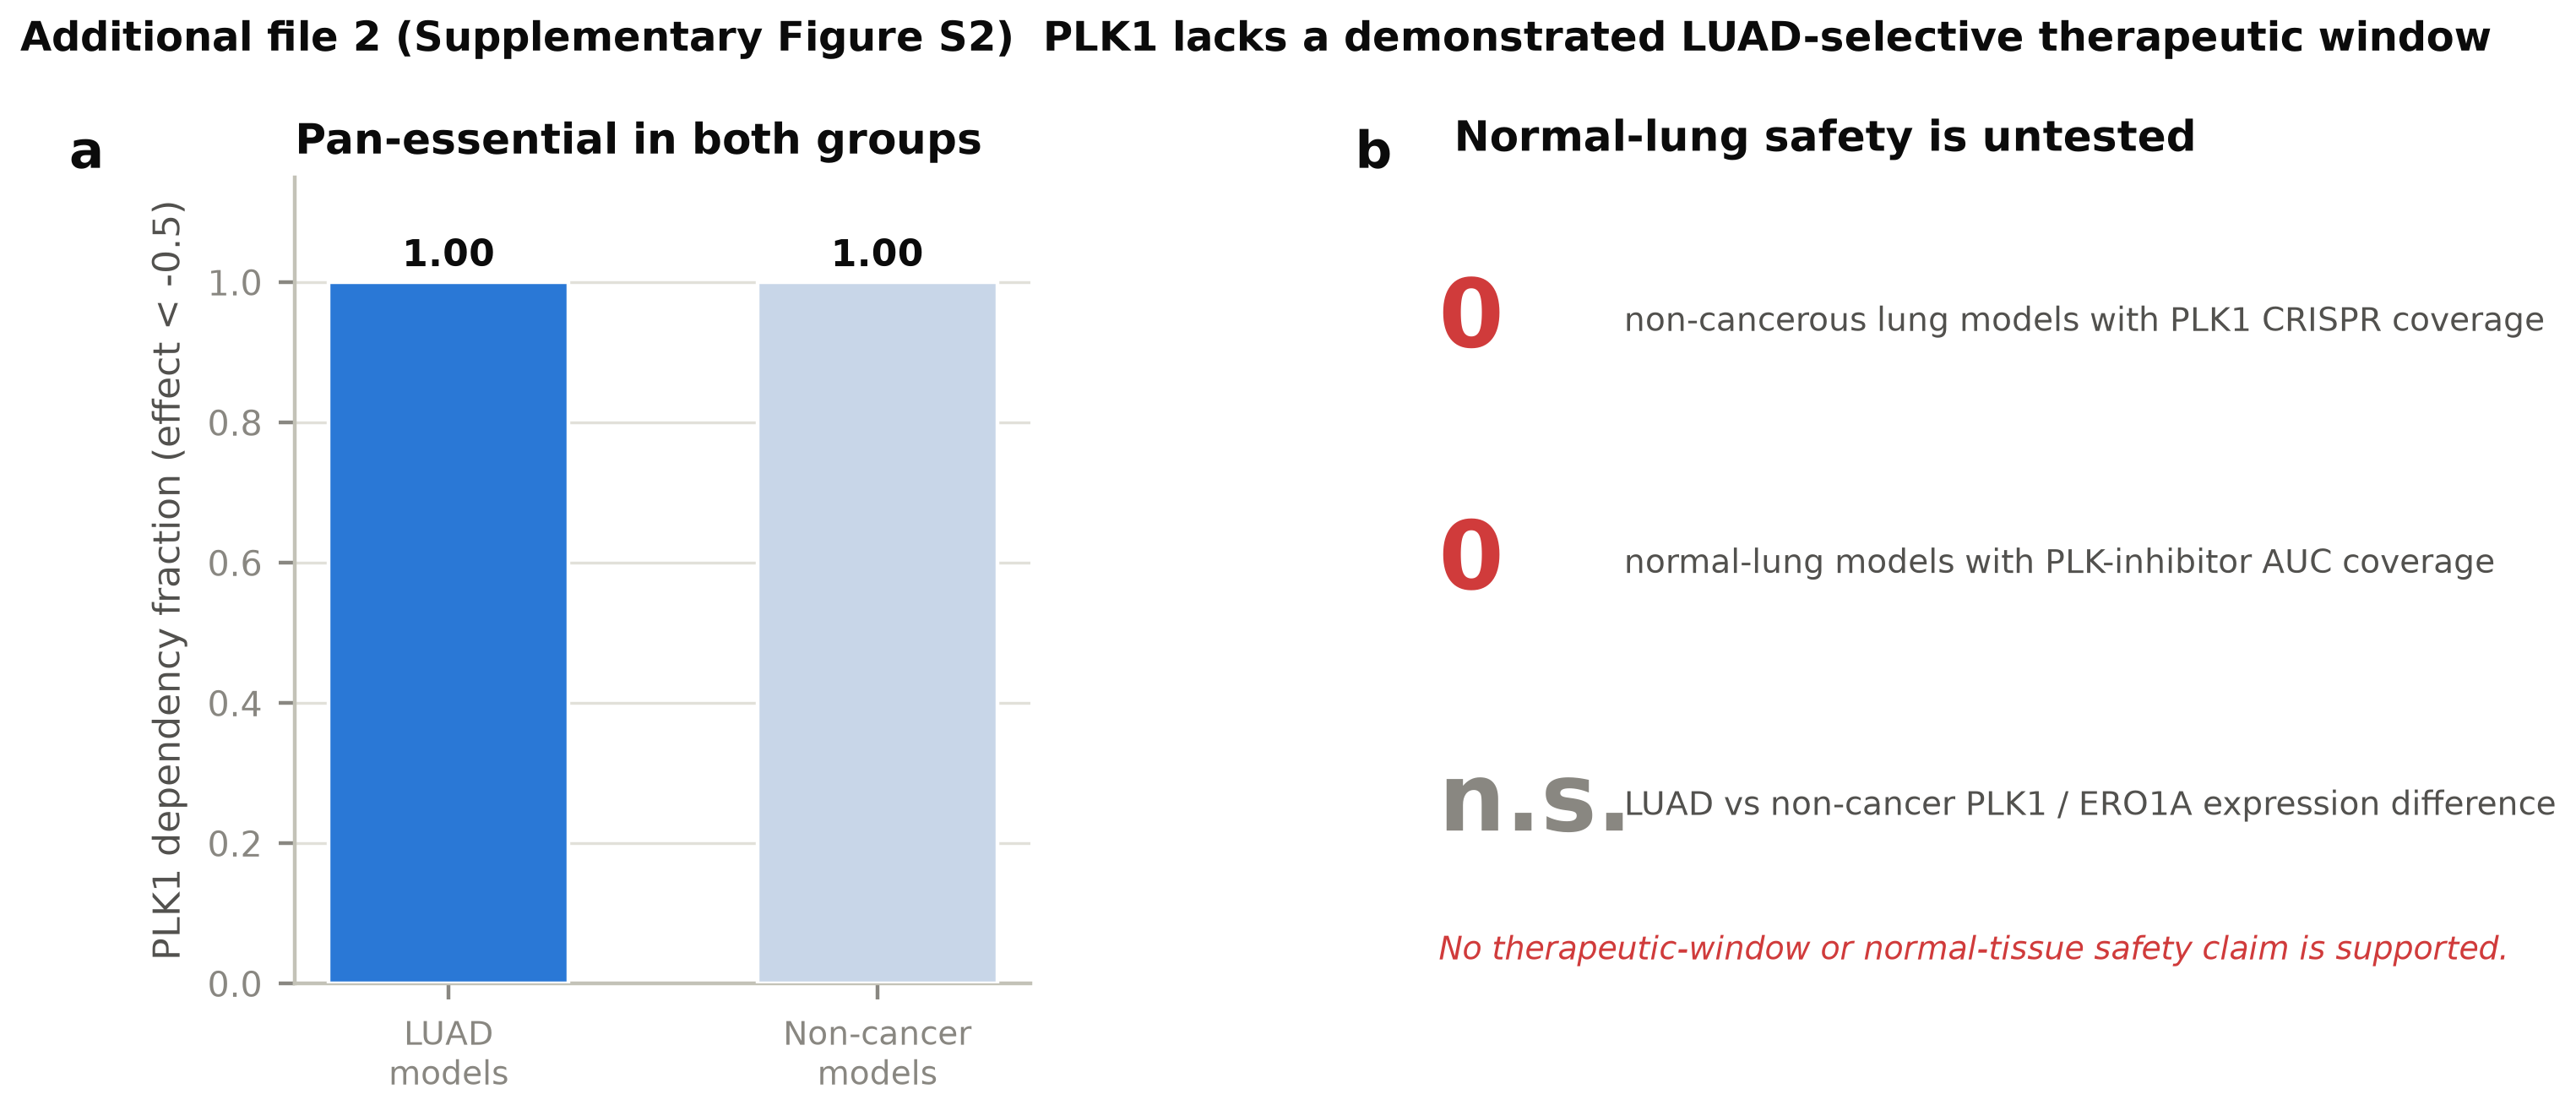 Additional file 2 (Supplementary Figure S2)  PLK1 lacks a demonstrated LUAD-selective therapeutic window
a
Pan-essential in both groups
PLK1 dependency fraction (effect < -0.5)
1.00
1.00
1.0
0.8
0.6
0.4
0.2
0.0
LUAD
models
Non-cancer
models
b
Normal-lung safety is untested
0 non-cancerous lung models with PLK1 CRISPR coverage
0 normal-lung models with PLK-inhibitor AUC coverage
n.s. LUAD vs non-cancer PLK1 / ERO1A expression difference
No therapeutic-window or normal-tissue safety claim is supported.